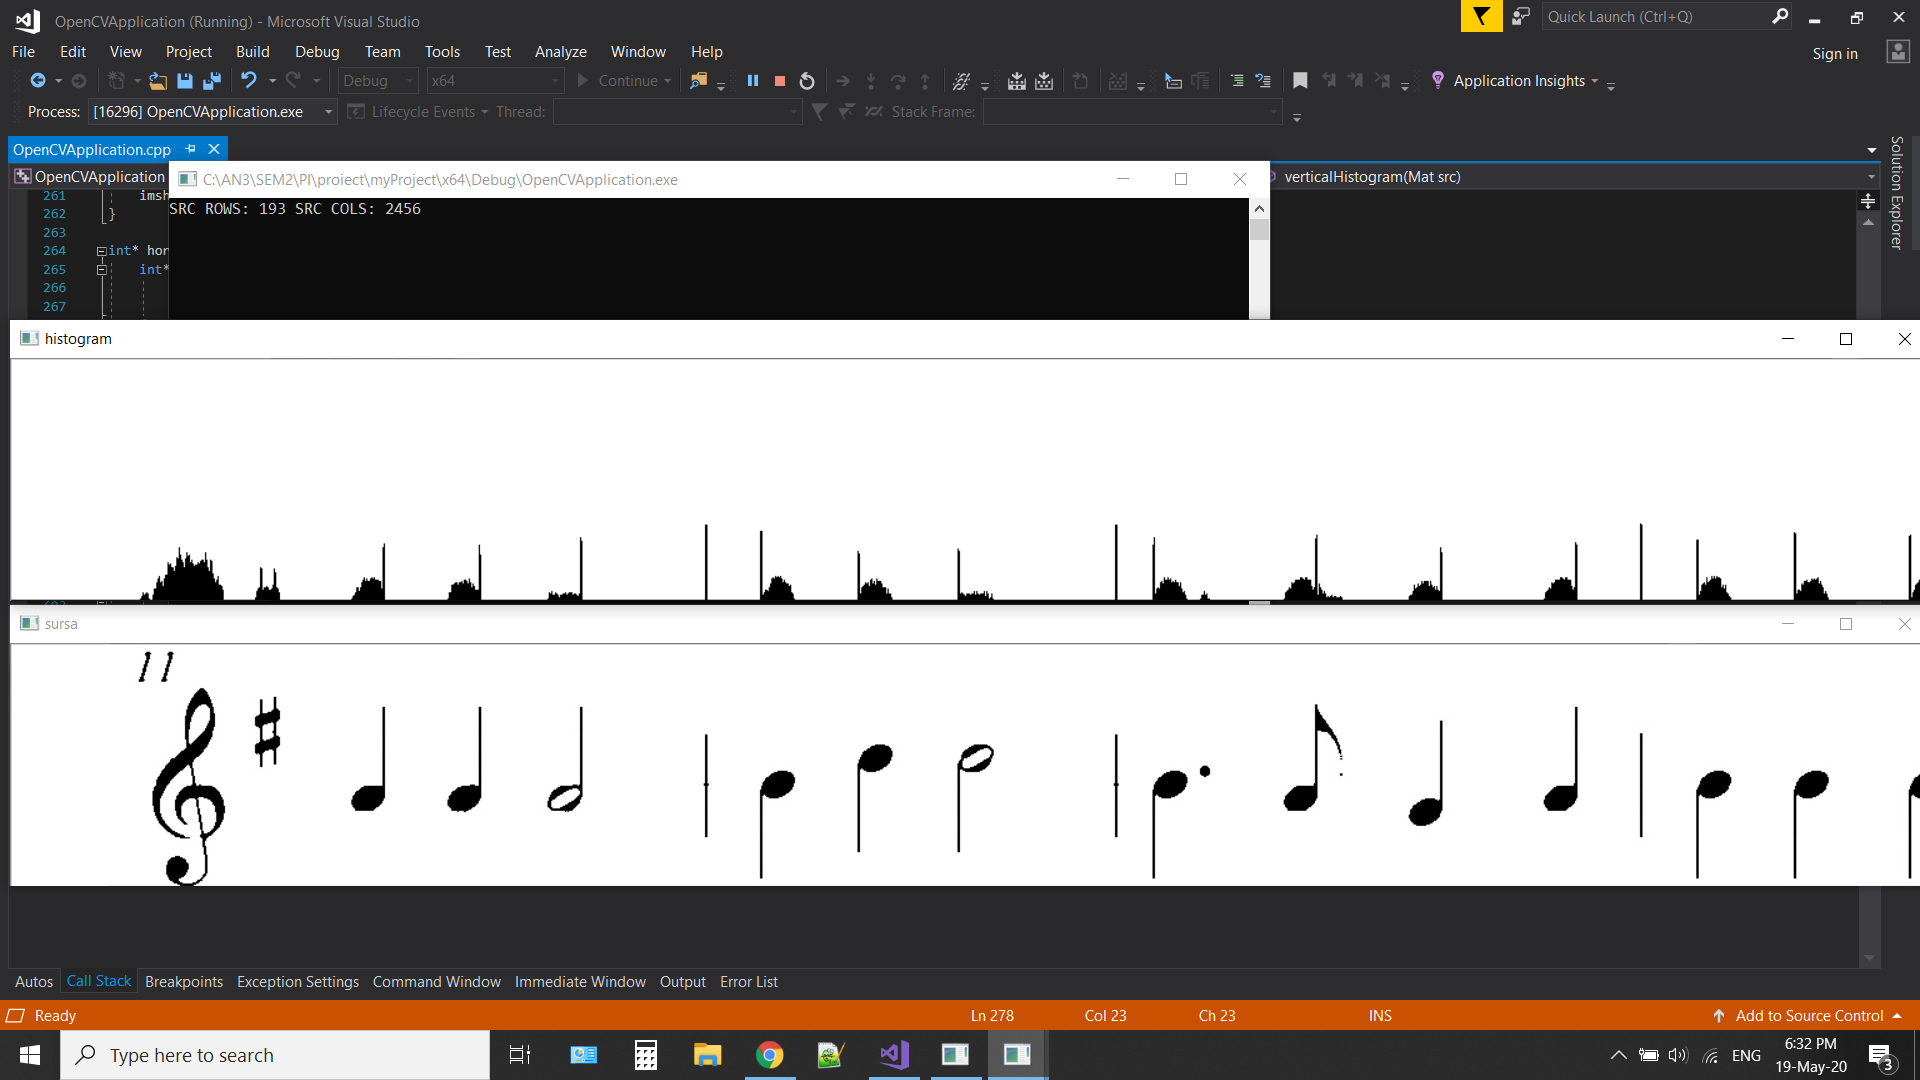 OpenCVApplication (Running) - Microsoft Visual Studio
Quick Launch (Ctrl+Q)
File Edit View Project Build Debug Team Tools Test Analyze Window Help
Sign in
Debug x64 Continue Application Insights
Process: [16296] OpenCVApplication.exe Lifecycle Events Thread: Stack Frame:
OpenCVApplication.cpp
OpenCVApplication
C:\AN3\SEM2\PI\proiect\myProject\x64\Debug\OpenCVApplication.exe
verticalHistogram(Mat src)
Solution Explorer
261 imsh
262 }
263
264 int* hor
265 int*
266
267
SRC ROWS: 193 SRC COLS: 2456
histogram
sursa
11
Autos Call Stack Breakpoints Exception Settings Command Window Immediate Window Output Error List
Ready Ln 278 Col 23 Ch 23 INS Add to Source Control
Type here to search
ENG
6:32 PM
19-May-20
3